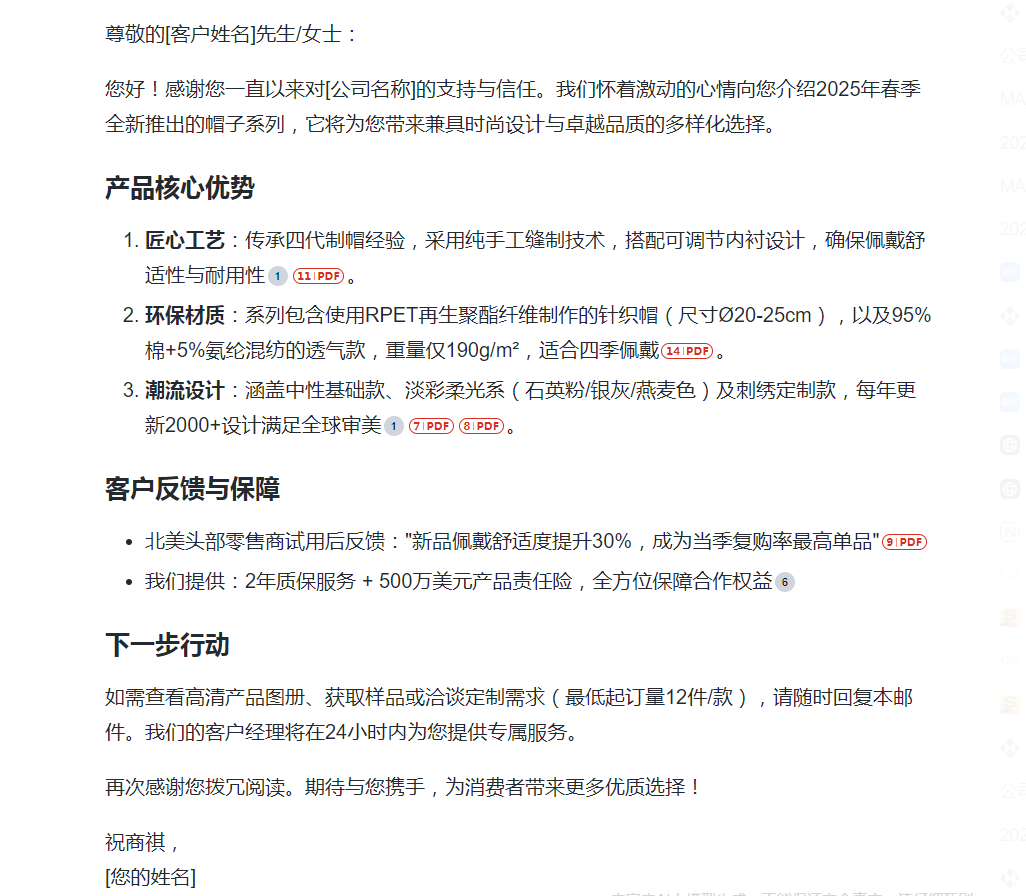 尊敬的[客户姓名]先生/女士：
您好！感谢您一直以来对[公司名称]的支持与信任。我们怀着激动的心情向您介绍2025年春季
全新推出的帽子系列，它将为您带来兼具时尚设计与卓越品质的多样化选择。
产品核心优势
1. 匠心工艺：传承四代制帽经验，采用纯手工缝制技术，搭配可调节内衬设计，确保佩戴舒
适性与耐用性 1 11|PDF 。
2. 环保材质：系列包含使用RPET再生聚酯纤维制作的针织帽（尺寸Ø20-25cm），以及95%
棉+5%氨纶混纺的透气款，重量仅190g/m²，适合四季佩戴 14|PDF 。
3. 潮流设计：涵盖中性基础款、淡彩柔光系（石英粉/银灰/燕麦色）及刺绣定制款，每年更
新2000+设计满足全球审美 1 7|PDF 8|PDF 。
客户反馈与保障
• 北美头部零售商试用后反馈："新品佩戴舒适度提升30%，成为当季复购率最高单品" 9|PDF
• 我们提供：2年质保服务 + 500万美元产品责任险，全方位保障合作权益 6
下一步行动
如需查看高清产品图册、获取样品或洽谈定制需求（最低起订量12件/款），请随时回复本邮
件。我们的客户经理将在24小时内为您提供专属服务。
再次感谢您拨冗阅读。期待与您携手，为消费者带来更多优质选择！
祝商祺，
[您的姓名]
公司
MA
202
MA
202
公司
202